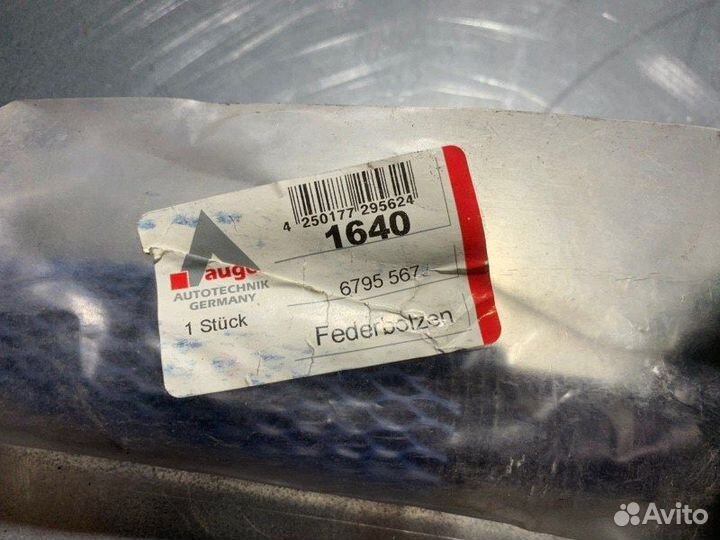 4 250177 295624
1640
auge
AUTOTECHNIK
GERMANY
6795 567
1 Stück
Federbolzen
Avito